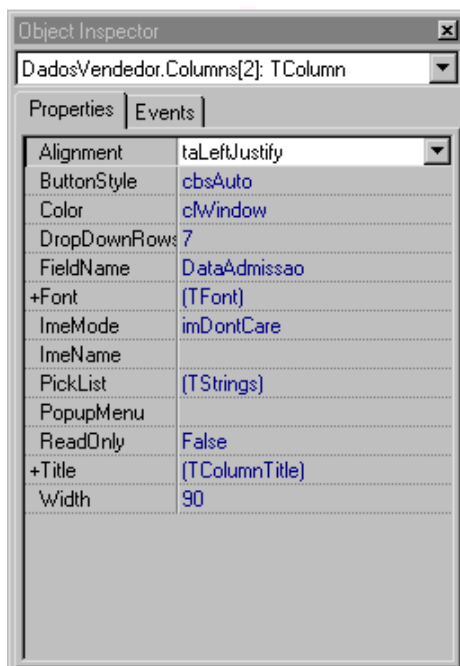 Object Inspector
DadosVendedor.Columns[2]: TColumn
Properties Events
Alignment taLeftJustify
ButtonStyle cbsAuto
Color clWindow
DropDownRows 7
FieldName DataAdmissao
+Font (TFont)
ImeMode imDontCare
ImeName
PickList (TStrings)
PopupMenu
ReadOnly False
+Title (TColumnTitle)
Width 90